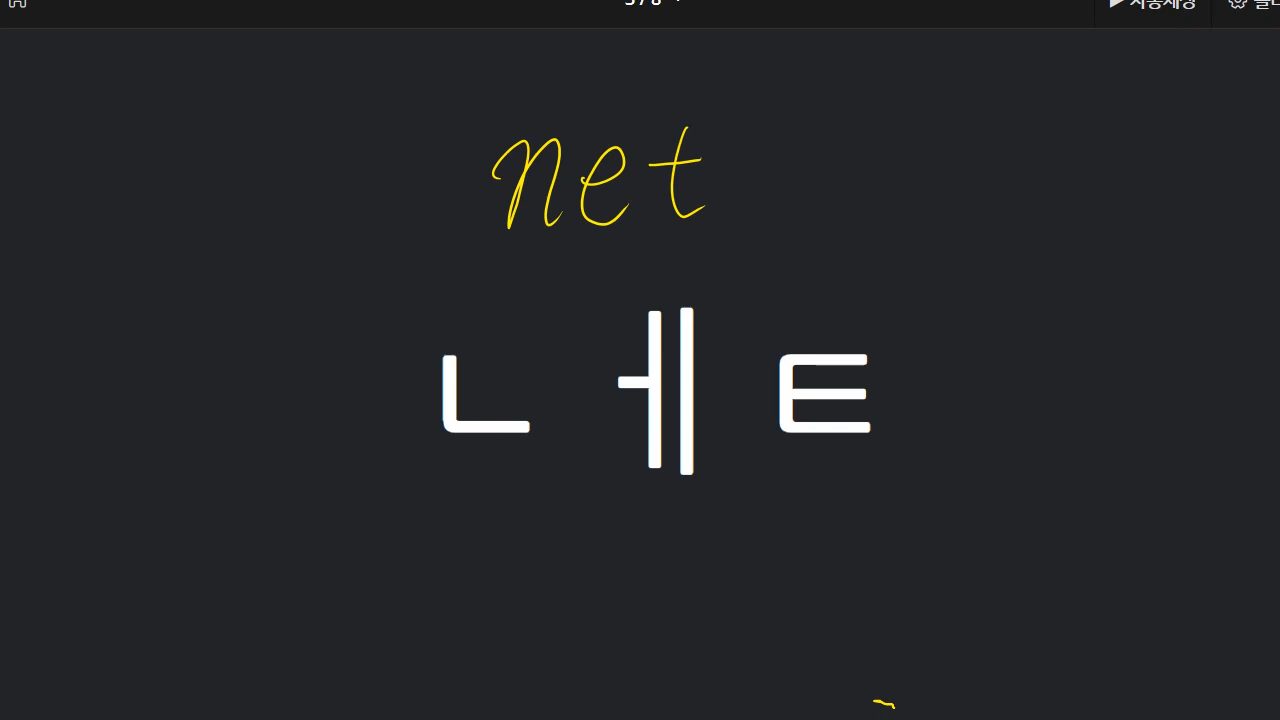 net
ㄴ ㅔ ㅌ